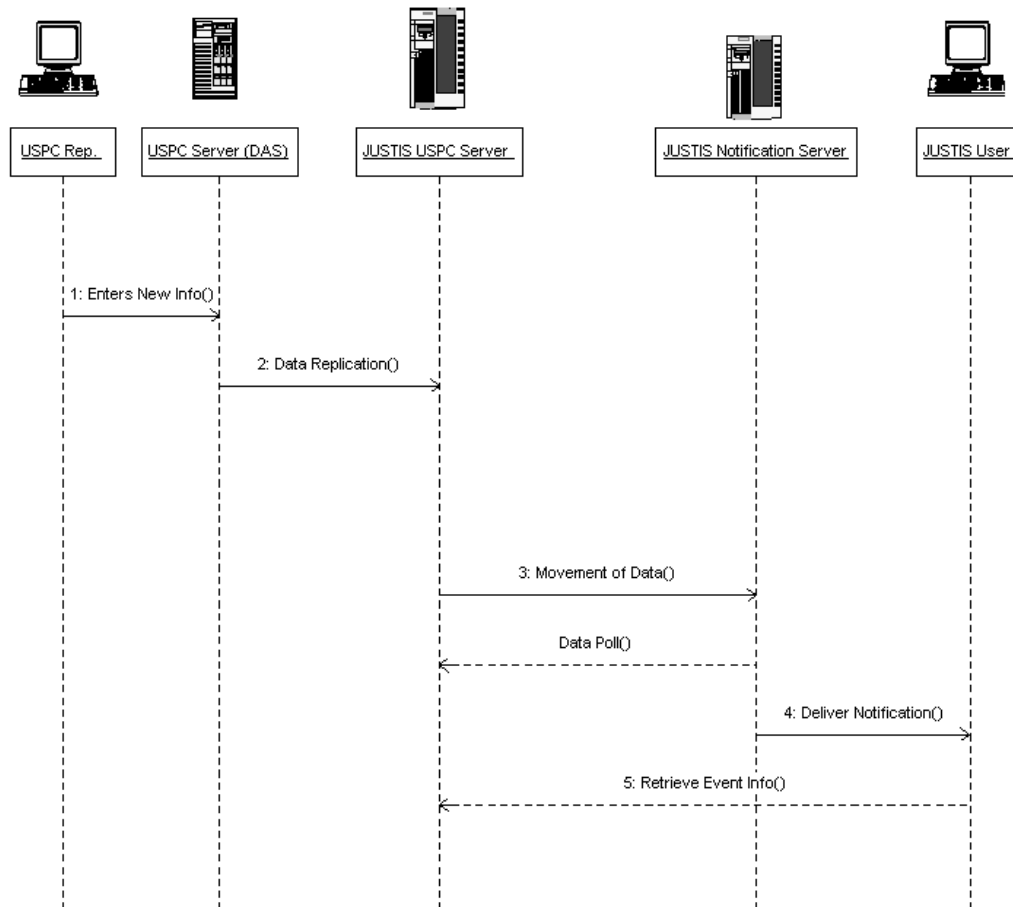 USPC Rep.
USPC Server (DAS)
JUSTIS USPC Server
JUSTIS Notification Server
JUSTIS User
1: Enters New Info()
2: Data Replication()
3: Movement of Data()
Data Poll()
4: Deliver Notification()
5: Retrieve Event Info()